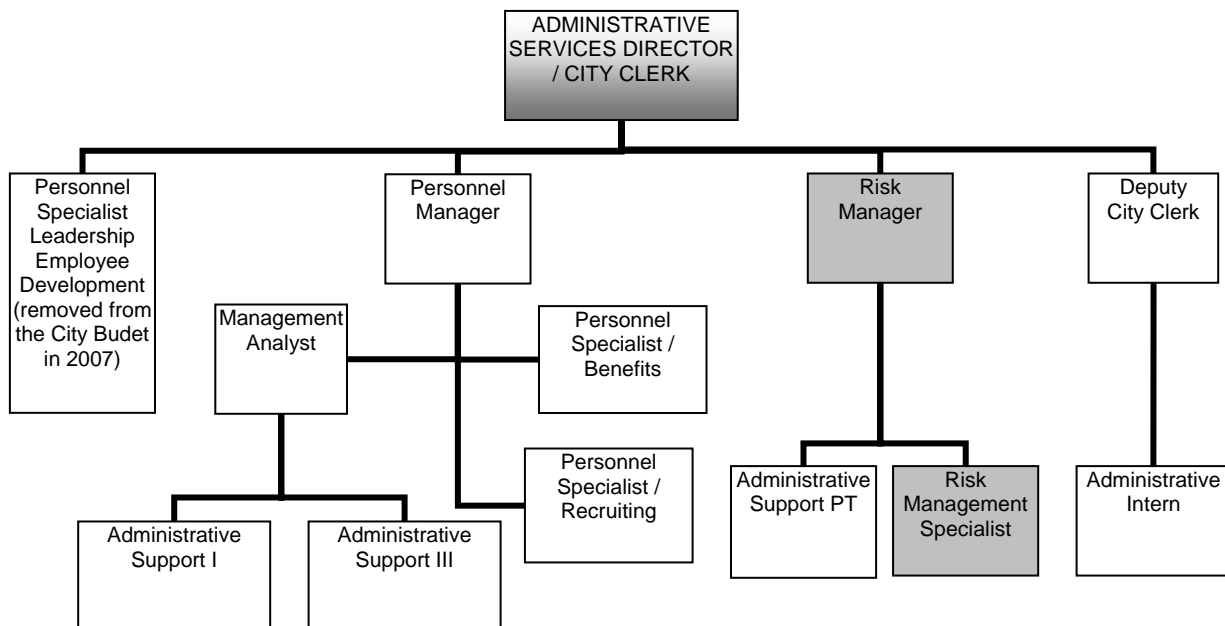 ADMINISTRATIVE
SERVICES DIRECTOR
/ CITY CLERK
Personnel
Specialist
Leadership
Employee
Development
(removed from
the City Budet
in 2007)
Personnel
Manager
Risk
Manager
Deputy
City Clerk
Management
Analyst
Personnel
Specialist /
Benefits
Personnel
Specialist /
Recruiting
Administrative
Support PT
Risk
Management
Specialist
Administrative
Intern
Administrative
Support I
Administrative
Support III